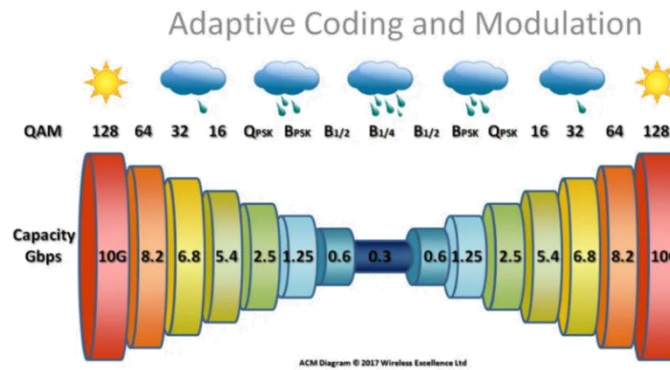 Adaptive Coding and Modulation
QAM 128 64 32 16 QPSK BPSK B1/2 B1/4 B1/2 BPSK QPSK 16 32 64 128
Capacity
Gbps
10G 8.2 6.8 5.4 2.5 1.25 0.6 0.3 0.6 1.25 2.5 5.4 6.8 8.2 10
ACM Diagram © 2017 Wireless Excellence Ltd